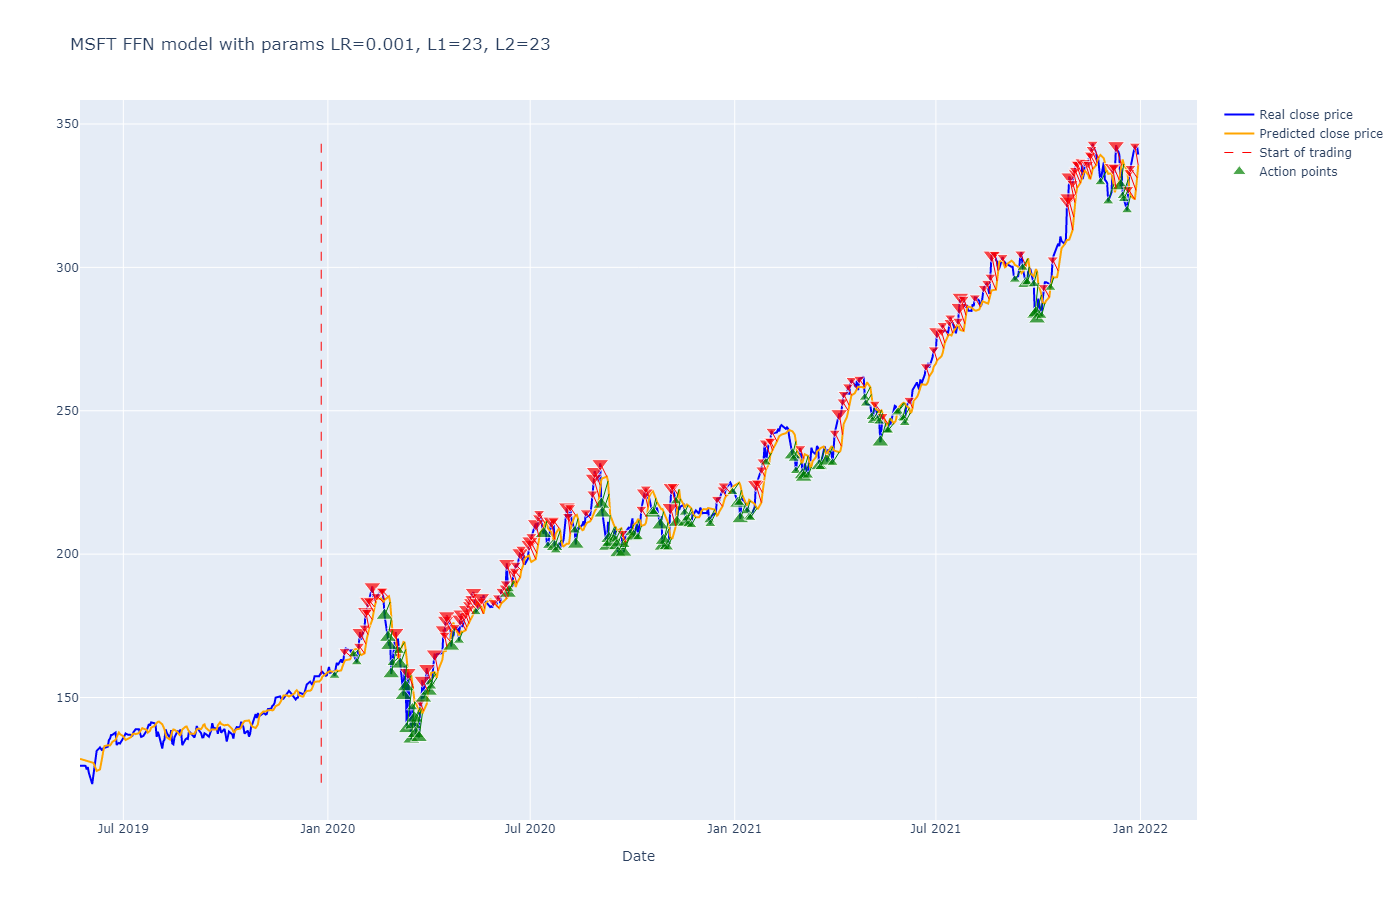 MSFT FFN model with params LR=0.001, L1=23, L2=23
350
300
250
200
150
Jul 2019
Jan 2020
Jul 2020
Jan 2021
Jul 2021
Jan 2022
Date
Real close price
Predicted close price
Start of trading
Action points